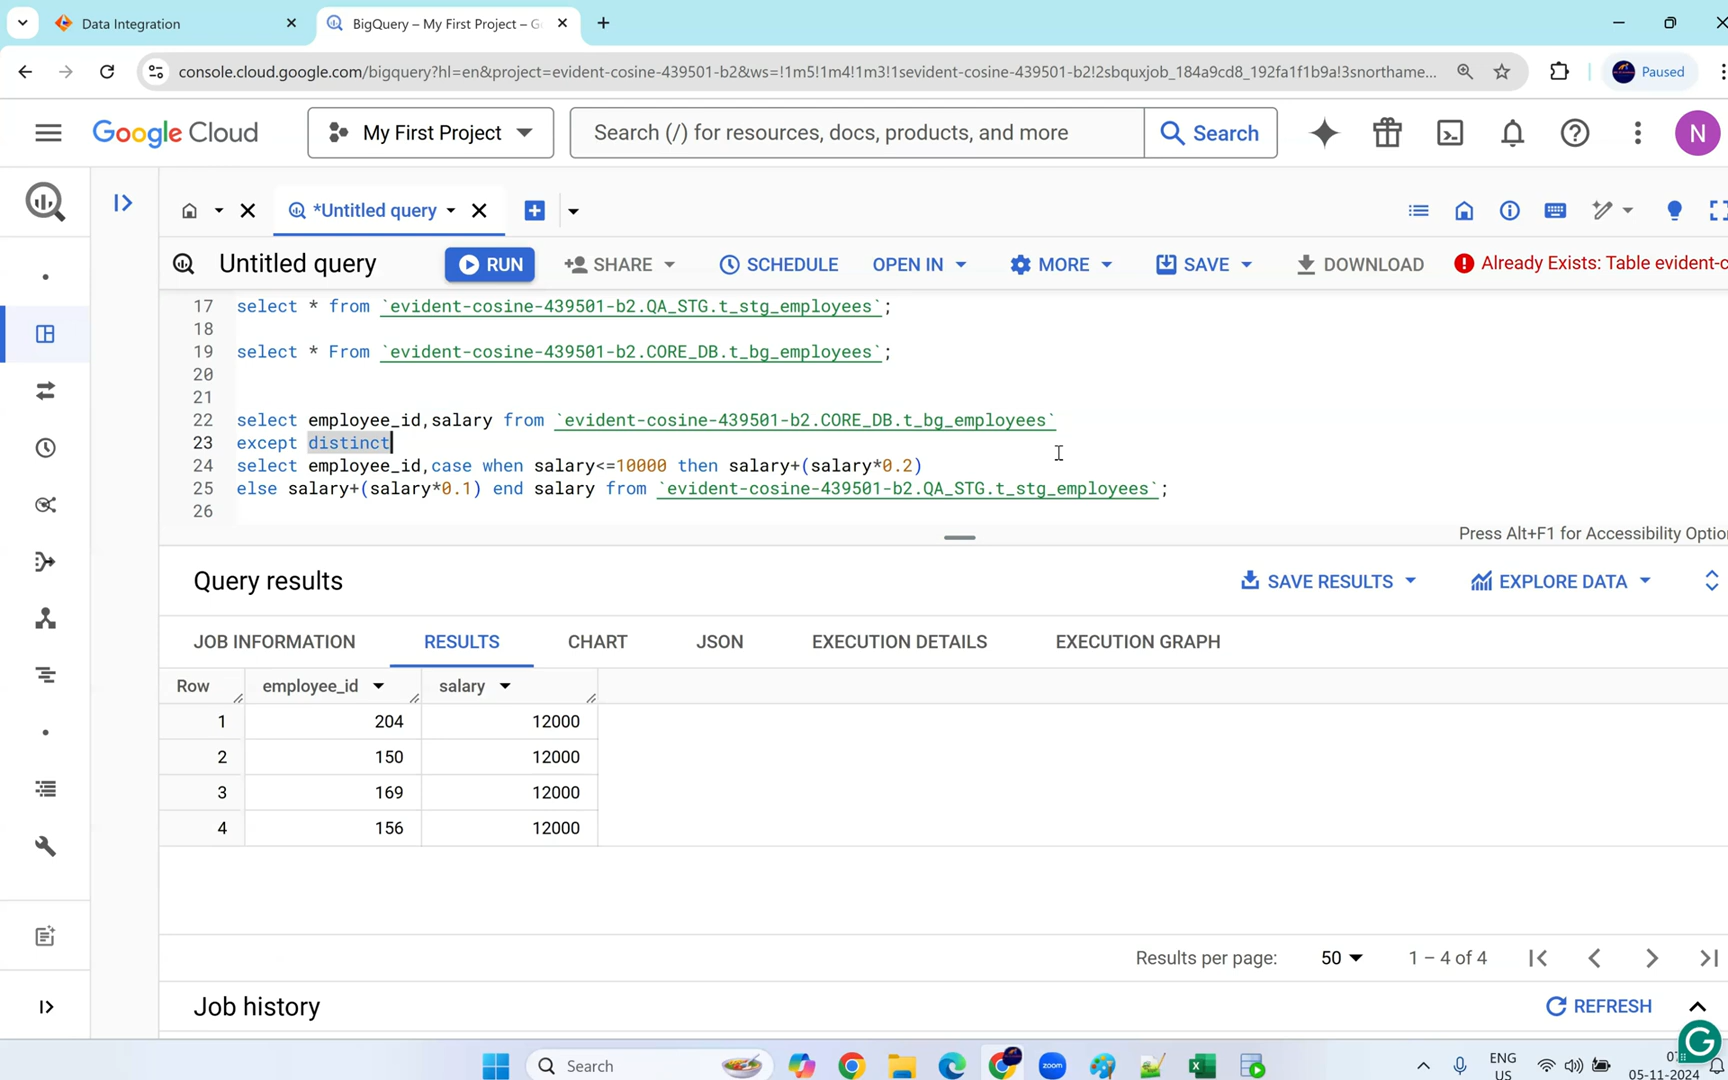 Data Integration
BigQuery – My First Project – G
console.cloud.google.com/bigquery?hl=en&project=evident-cosine-439501-b2&ws=!1m5!1m4!1m3!1sevident-cosine-439501-b2!2sbquxjob_184a9cd8_192fa1f1b9a!3snorthame...
Paused
Google Cloud
My First Project
Search (/) for resources, docs, products, and more
Search
N
*Untitled query
Untitled query
RUN
SHARE
SCHEDULE
OPEN IN
MORE
SAVE
DOWNLOAD
Already Exists: Table evident-c
17 select * from `evident-cosine-439501-b2.QA_STG.t_stg_employees`;
18
19 select * From `evident-cosine-439501-b2.CORE_DB.t_bg_employees`;
20
21
22 select employee_id,salary from `evident-cosine-439501-b2.CORE_DB.t_bg_employees`
23 except distinct
24 select employee_id,case when salary<=10000 then salary+(salary*0.2)
25 else salary+(salary*0.1) end salary from `evident-cosine-439501-b2.QA_STG.t_stg_employees`;
26
Press Alt+F1 for Accessibility Optio
Query results
SAVE RESULTS
EXPLORE DATA
JOB INFORMATION
RESULTS
CHART
JSON
EXECUTION DETAILS
EXECUTION GRAPH
Row employee_id salary
1 204 12000
2 150 12000
3 169 12000
4 156 12000
Results per page: 50 1 – 4 of 4
Job history
REFRESH
Search
zoom
ENG
US
07
05-11-2024